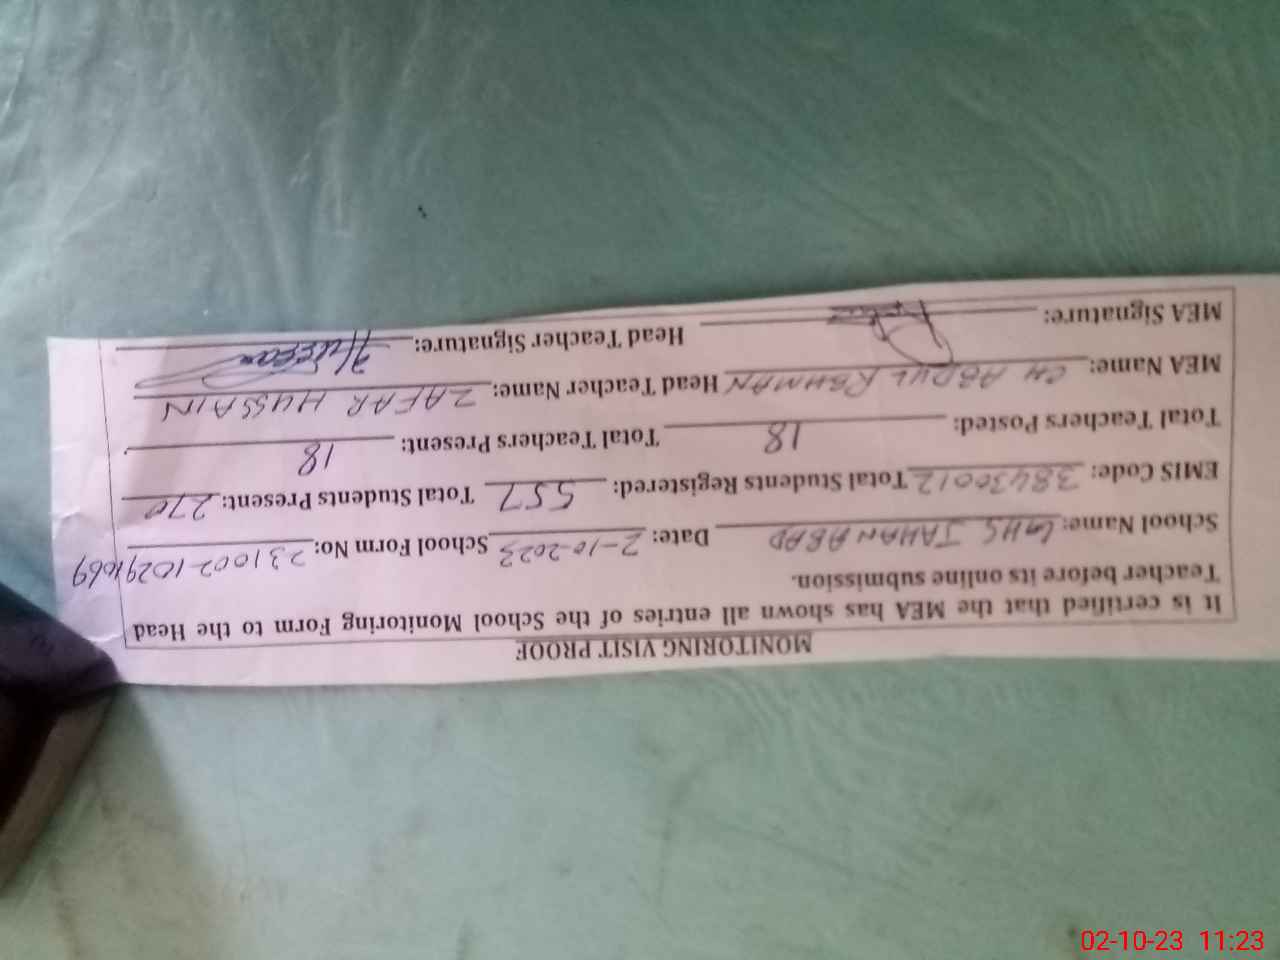 MONITORING VISIT PROOF
It is certified that the MEA has shown all entries of the School Monitoring Form to the Head
Teacher before its online submission.
School Name: GHS JAHANABAD Date: 2-10-2023 School Form No: 231002-10291069
EMIS Code: 38430012 Total Students Registered: 557 Total Students Present: 270
Total Teachers Posted: 18 Total Teachers Present: 18
MEA Name: CH ABDUL REHMAN Head Teacher Name: ZAFAR HUSSAIN
MEA Signature: Head Teacher Signature:
02-10-23 11:23